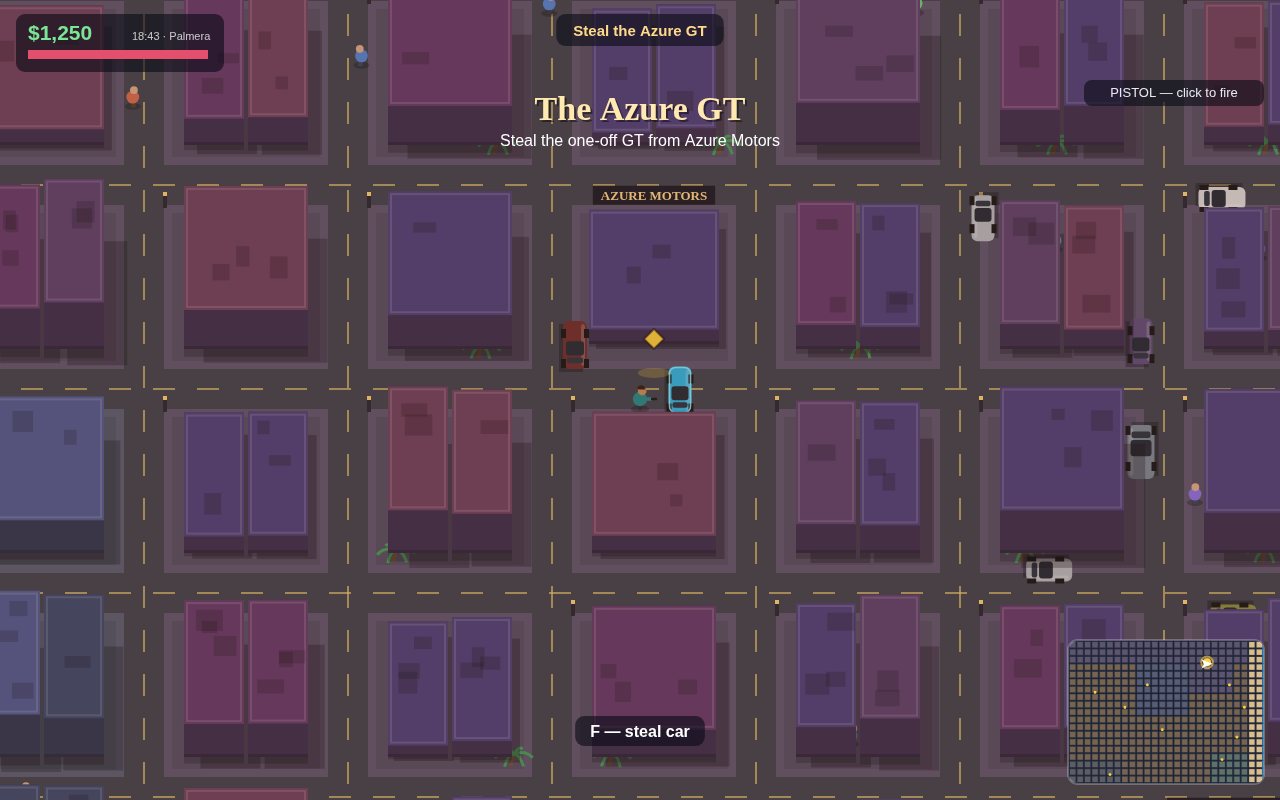 $1,250
18:43 · Palmera
Steal the Azure GT
The Azure GT
Steal the one-off GT from Azure Motors
PISTOL — click to fire
AZURE MOTORS
F — steal car